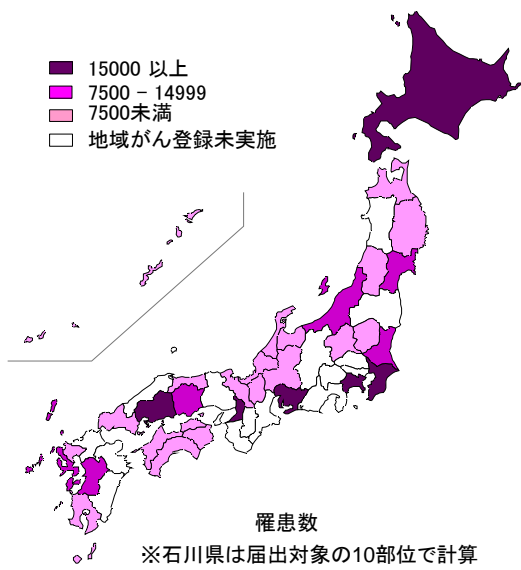 15000 以上
7500 - 14999
7500未満
地域がん登録未実施
罹患数
※石川県は届出対象の10部位で計算